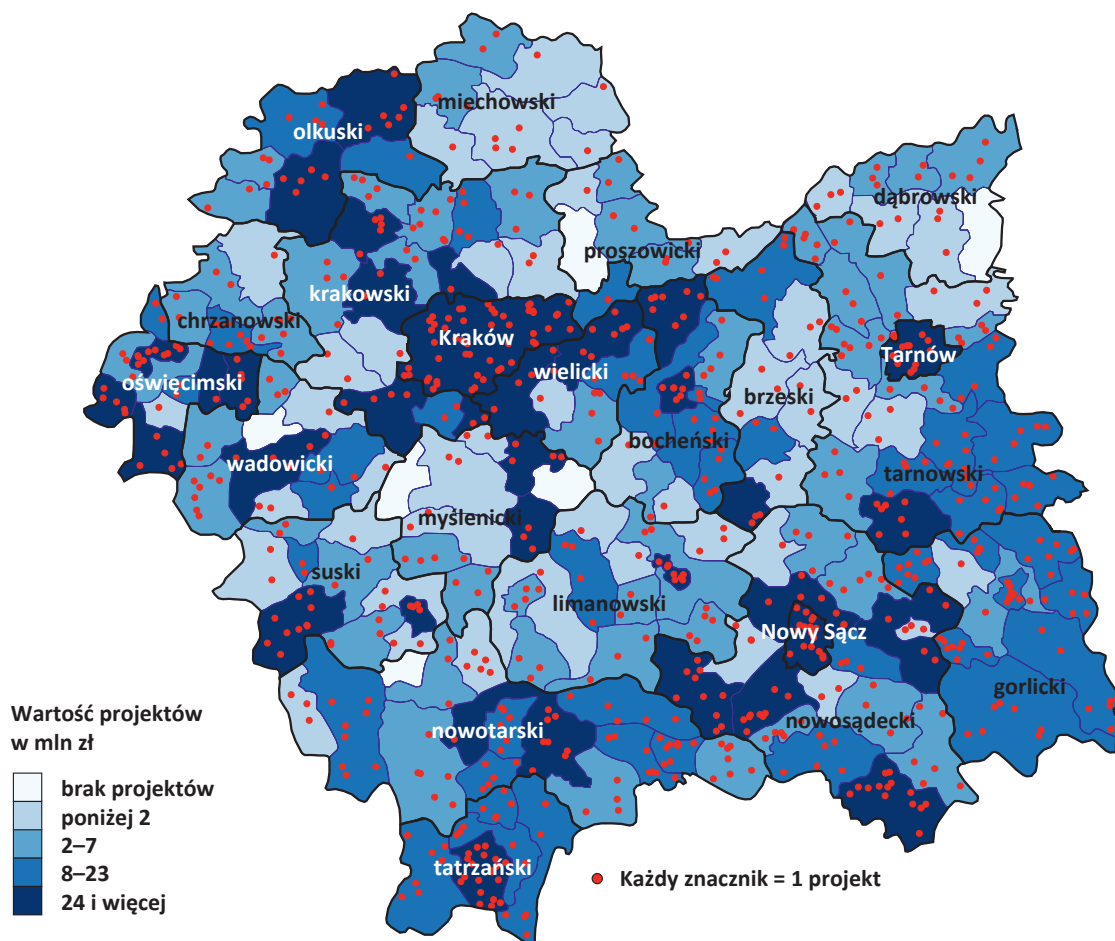 miechowski
olkuski
dąbrowski
proszowicki
krakowski
chrzanowski
Kraków
Tarnów
wielicki
oświęcimski
brzeski
bocheński
wadowicki
tarnowski
myślenicki
suski
limanowski
Nowy Sącz
gorlicki
nowosądecki
nowotarski
tatrzański
Wartość projektów
w mln zł
brak projektów
poniżej 2
2–7
8–23
24 i więcej
Każdy znacznik = 1 projekt